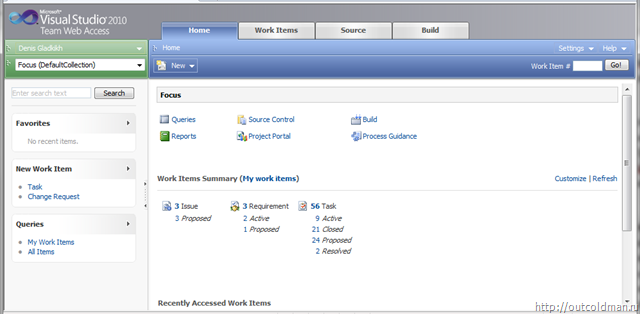 Microsoft
Visual Studio 2010
Team Web Access
Home
Work Items
Source
Build
Denis Gladkikh
Home
Settings
Help
Focus (DefaultCollection)
New
Work Item #
Go!
Enter search text
Search
Focus
Favorites
No recent items.
Queries
Source Control
Build
Reports
Project Portal
Process Guidance
New Work Item
Task
Change Request
Work Items Summary (My work items)
Customize | Refresh
3 Issue
3 Proposed
3 Requirement
2 Active
1 Proposed
56 Task
9 Active
21 Closed
24 Proposed
2 Resolved
Queries
My Work Items
All Items
Recently Accessed Work Items
http://outcoldman.ru